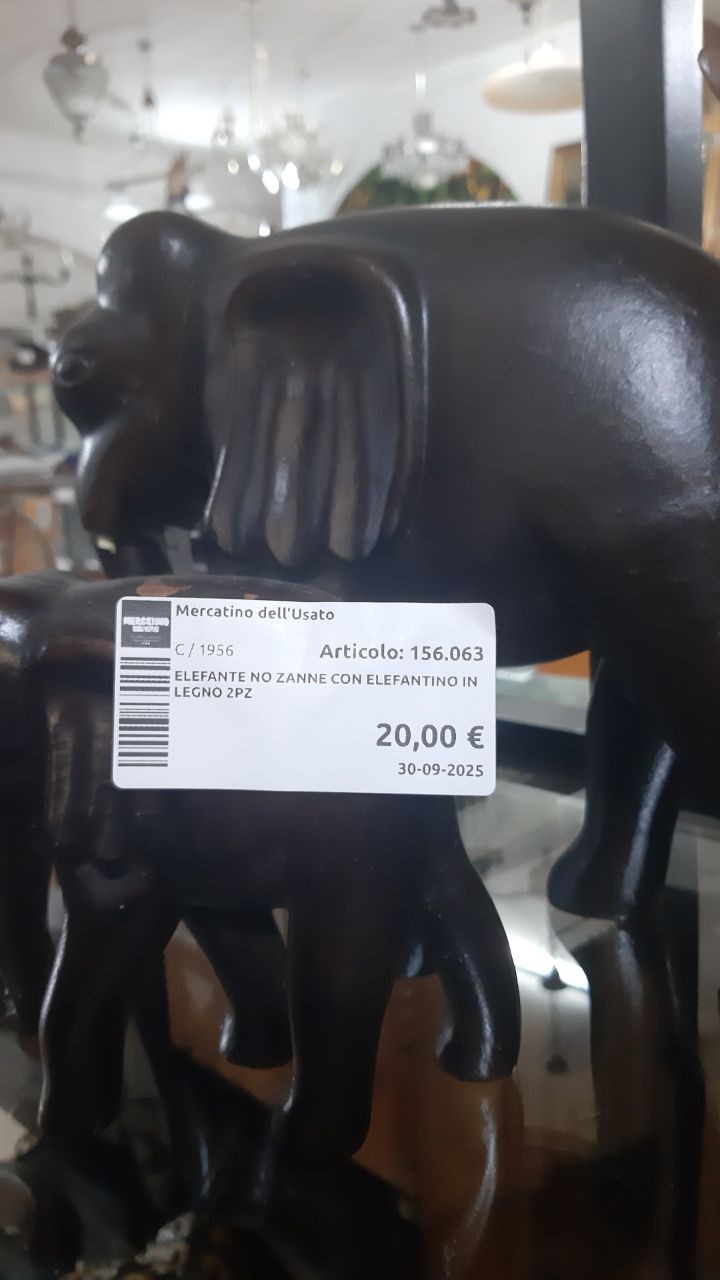 MERCATINO
Mercatino dell'Usato
C / 1956
Articolo: 156.063
ELEFANTE NO ZANNE CON ELEFANTINO IN
LEGNO 2PZ
20,00 €
30-09-2025